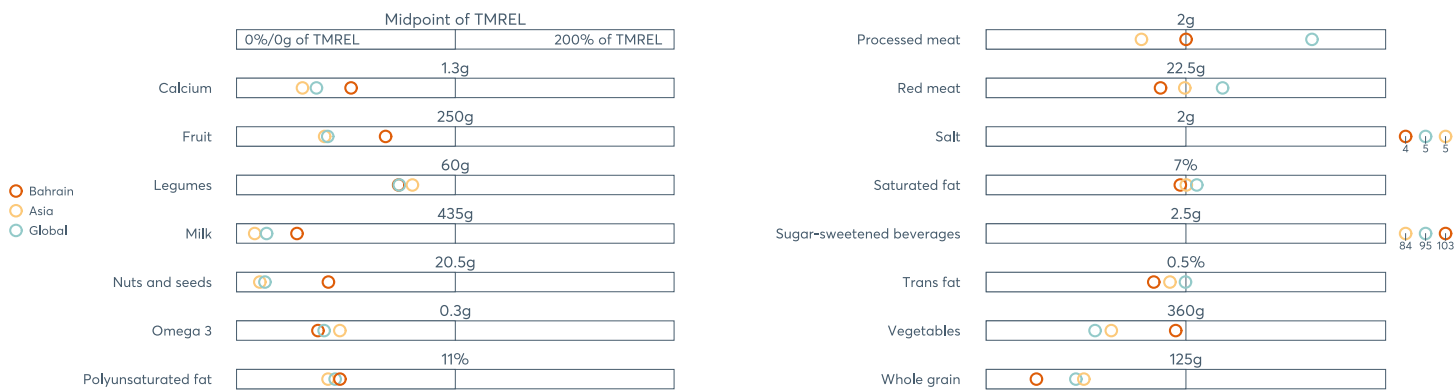 Midpoint of TMREL
0%/0g of TMREL
200% of TMREL
1.3g
Calcium
250g
Fruit
60g
Legumes
435g
Milk
20.5g
Nuts and seeds
0.3g
Omega 3
11%
Polyunsaturated fat
Bahrain
Asia
Global
2g
Processed meat
22.5g
Red meat
2g
Salt
4 5 5
7%
Saturated fat
2.5g
Sugar-sweetened beverages
84 95 103
0.5%
Trans fat
360g
Vegetables
125g
Whole grain